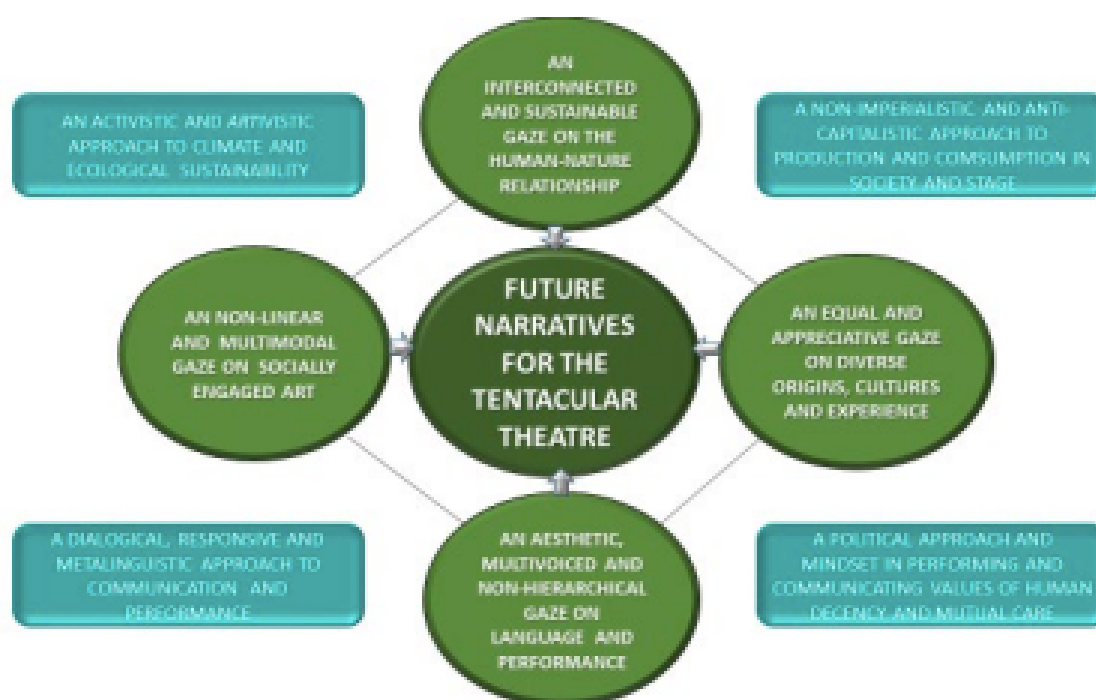 AN
INTERCONNECTED
AND SUSTAINABLE
GAZE ON THE
HUMAN-NATURE
RELATIONSHIP
AN ACTIVISTIC AND ARTIVISTIC
APPROACH TO CLIMATE AND
ECOLOGICAL SUSTAINABILITY
A NON-IMPERIALISTIC AND ANTI-
CAPITALISTIC APPROACH TO
PRODUCTION AND COMSUMPTION IN
SOCIETY AND STAGE
AN NON-LINEAR
AND MULTIMODAL
GAZE ON SOCIALLY
ENGAGED ART
FUTURE
NARRATIVES
FOR THE
TENTACULAR
THEATRE
AN EQUAL AND
APPRECIATIVE GAZE
ON DIVERSE
ORIGINS, CULTURES
AND EXPERIENCE
A DIALOGICAL, RESPONSIVE AND
METALINGUISTIC APPROACH TO
COMMUNICATION AND
PERFORMANCE
AN AESTHETIC,
MULTIVOICED AND
NON-HIERARCHICAL
GAZE ON
LANGUAGE AND
PERFORMANCE
A POLITICAL APPROACH AND
MINDSET IN PERFORMING AND
COMMUNICATING VALUES OF HUMAN
DECENCY AND MUTUAL CARE